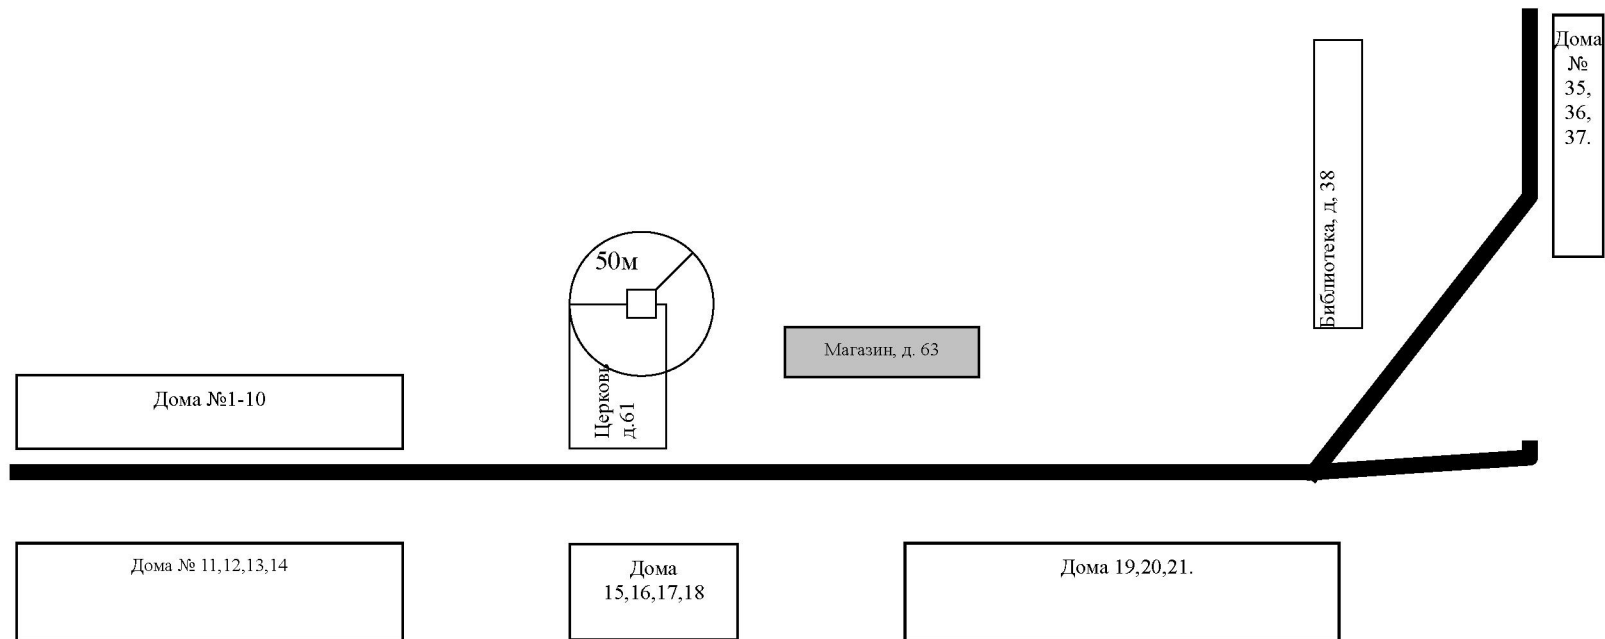 Дома
№
35,
36,
37.
Библиотека, д, 38
50м
Магазин, д. 63
Церковь
д.61
Дома №1-10
Дома № 11,12,13,14
Дома
15,16,17,18
Дома 19,20,21.